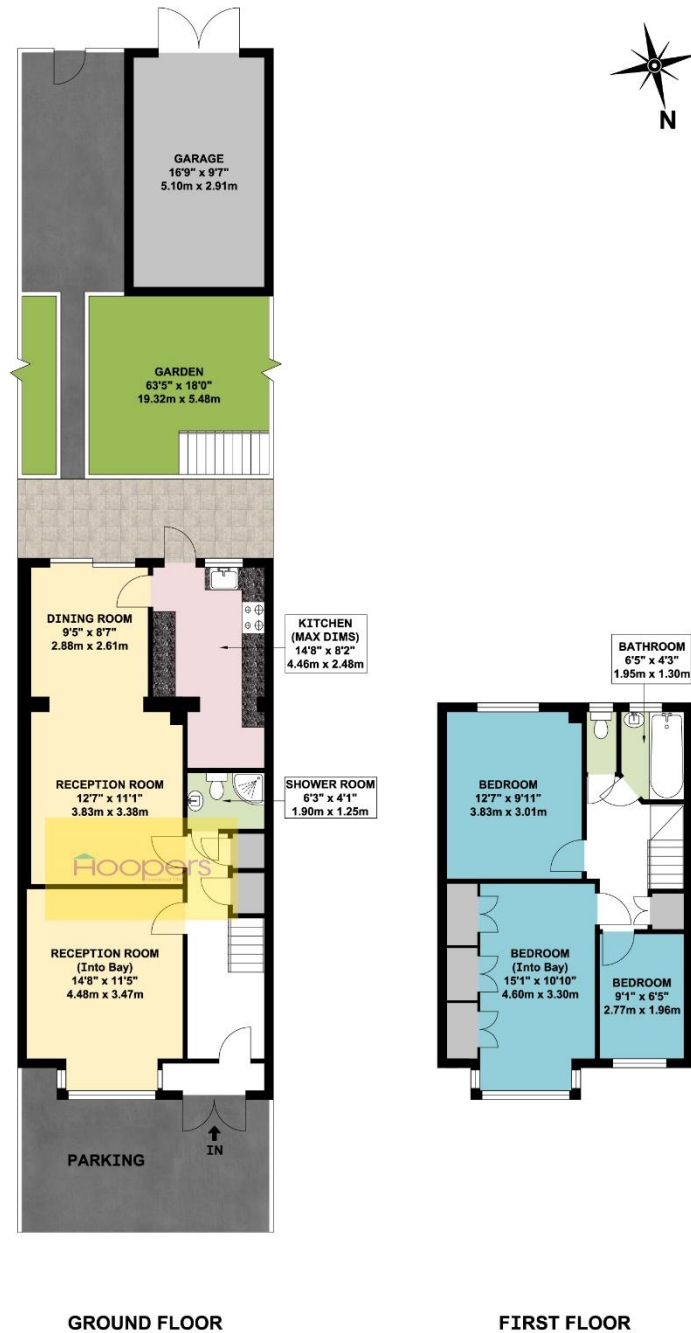 N
GARAGE
16'9" x 9'7"
5.10m x 2.91m
GARDEN
63'5" x 18'0"
19.32m x 5.48m
DINING ROOM
9'5" x 8'7"
2.88m x 2.61m
KITCHEN
(MAX DIMS)
14'8" x 8'2"
4.46m x 2.48m
RECEPTION ROOM
12'7" x 11'1"
3.83m x 3.38m
SHOWER ROOM
6'3" x 4'1"
1.90m x 1.25m
Hoopers
RECEPTION ROOM
(Into Bay)
14'8" x 11'5"
4.48m x 3.47m
PARKING
IN
BATHROOM
6'5" x 4'3"
1.95m x 1.30m
BEDROOM
12'7" x 9'11"
3.83m x 3.01m
BEDROOM
(Into Bay)
15'1" x 10'10"
4.60m x 3.30m
BEDROOM
9'1" x 6'5"
2.77m x 1.96m
GROUND FLOOR
FIRST FLOOR